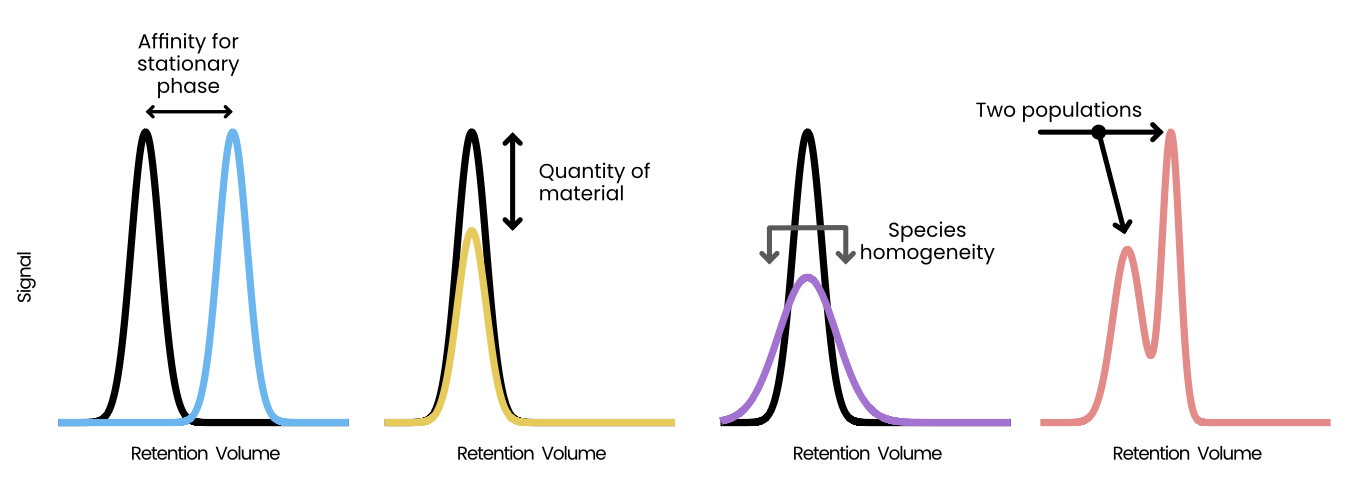 Affinity for
stationary
phase
Signal
Retention Volume
Quantity of
material
Retention Volume
Species
homogeneity
Retention Volume
Two populations
Retention Volume